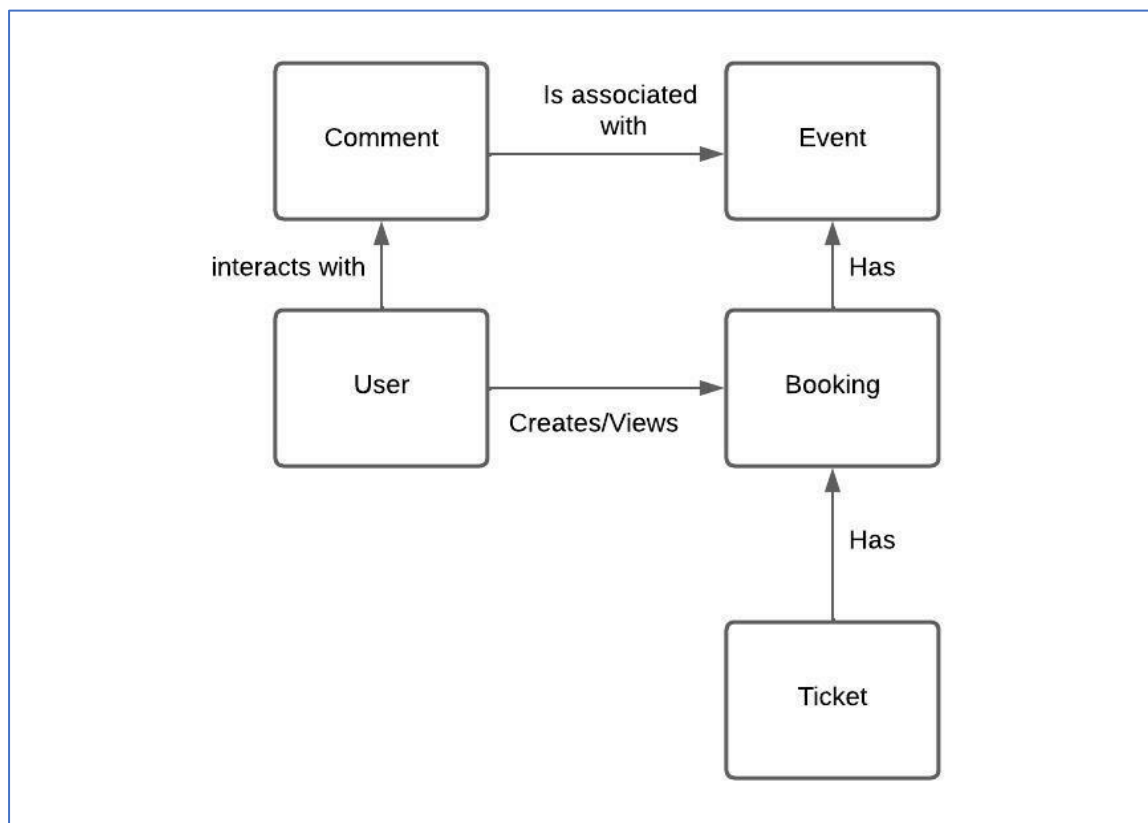 Comment
Is associated
with
Event
interacts with
Has
User
Creates/Views
Booking
Has
Ticket